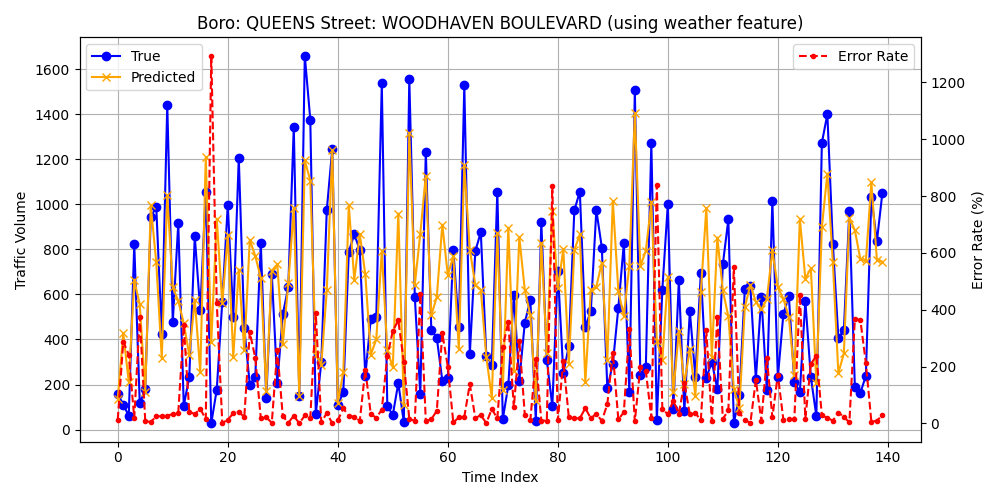 Boro: QUEENS Street: WOODHAVEN BOULEVARD (using weather feature)
True
Predicted
Error Rate
1600
1400
1200
1000
800
600
400
200
0
Traffic Volume
1200
1000
800
600
400
200
0
Error Rate (%)
0 20 40 60 80 100 120 140
Time Index